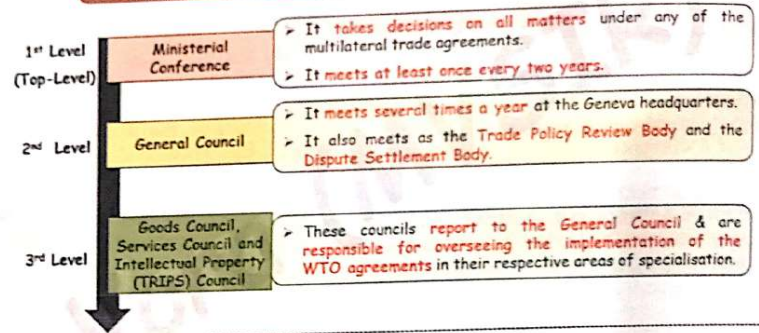 1st Level
(Top-Level)
Ministerial
Conference
➢ It takes decisions on all matters under any of the
multilateral trade agreements.
➢ It meets at least once every two years.
2nd Level
General Council
➢ It meets several times a year at the Geneva headquarters.
➢ It also meets as the Trade Policy Review Body and the
Dispute Settlement Body.
3rd Level
Goods Council,
Services Council and
Intellectual Property
(TRIPS) Council
➢ These councils report to the General Council & are
responsible for overseeing the implementation of the
WTO agreements in their respective areas of specialisation.